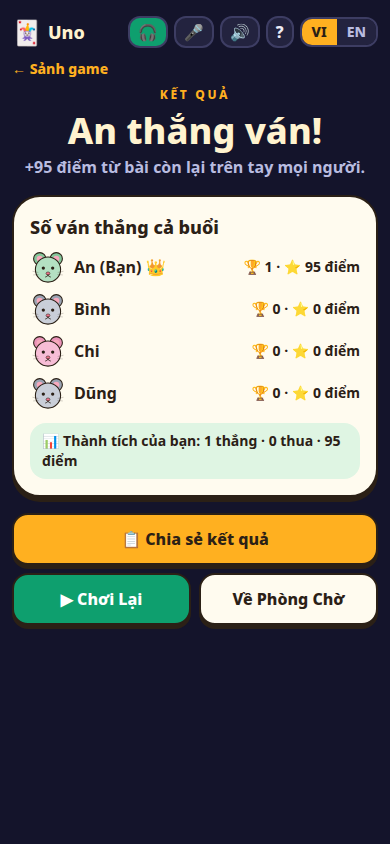 Uno
?
VI
EN
← Sảnh game
KẾT QUẢ
An thắng ván!
+95 điểm từ bài còn lại trên tay mọi người.
Số ván thắng cả buổi
An (Bạn) 👑 🏆 1 · ⭐ 95 điểm
Bình 🏆 0 · ⭐ 0 điểm
Chi 🏆 0 · ⭐ 0 điểm
Dũng 🏆 0 · ⭐ 0 điểm
📊 Thành tích của bạn: 1 thắng · 0 thua · 95
điểm
📋 Chia sẻ kết quả
▶ Chơi Lại
Về Phòng Chờ